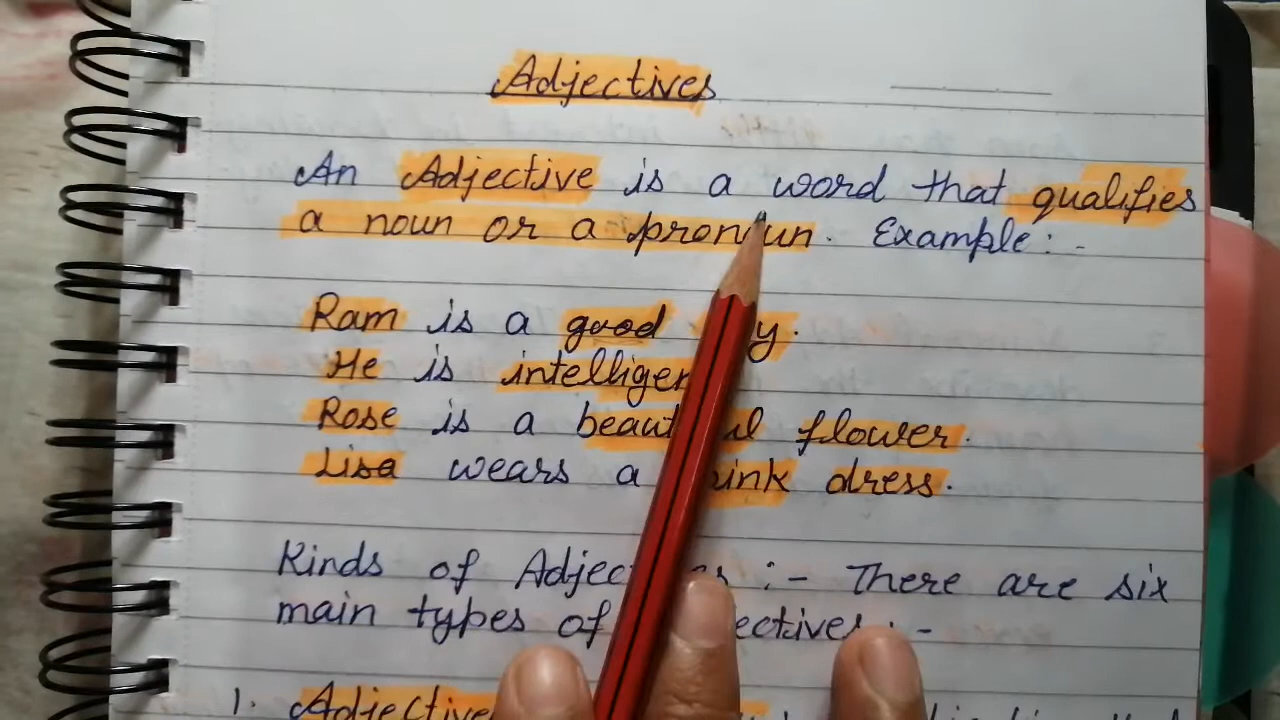 Adjectives
An Adjective is a word that qualifies
a noun or a pronoun. Example:-
Ram is a good
He is
Rose is a flower.
Lisa wears a dress.
Kinds of :- There are six
main types of :-
1. Adjective